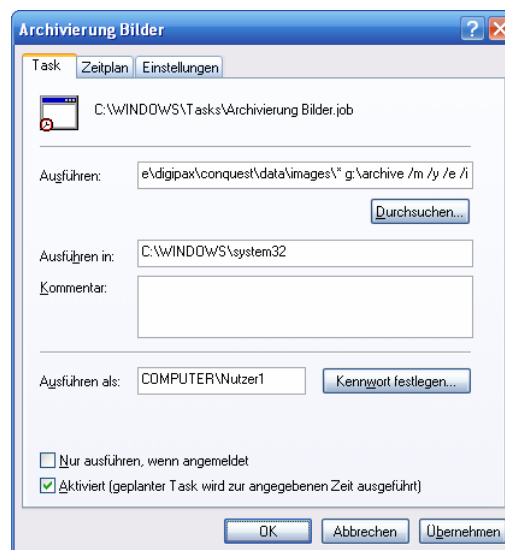 Archivierung Bilder
Task Zeitplan Einstellungen
C:\WINDOWS\Tasks\Archivierung Bilder.job
Ausführen: e\digipax\conquest\data\images\* g:\archive /m /y /e /i
Durchsuchen...
Ausführen in: C:\WINDOWS\system32
Kommentar:
Ausführen als: COMPUTER\Nutzer1 Kennwort festlegen...
Nur ausführen, wenn angemeldet
Aktiviert (geplanter Task wird zur angegebenen Zeit ausgeführt)
OK Abbrechen Übernehmen